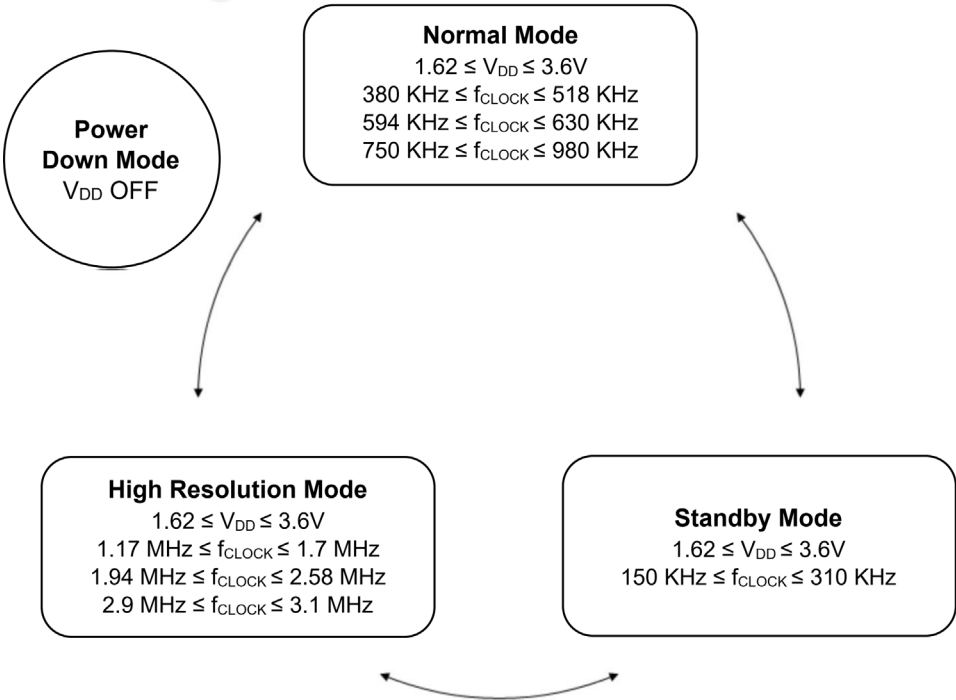 Normal Mode
1.62 ≤ VDD ≤ 3.6V
380 KHz ≤ fCLOCK ≤ 518 KHz
594 KHz ≤ fCLOCK ≤ 630 KHz
750 KHz ≤ fCLOCK ≤ 980 KHz
Power
Down Mode
VDD OFF
High Resolution Mode
1.62 ≤ VDD ≤ 3.6V
1.17 MHz ≤ fCLOCK ≤ 1.7 MHz
1.94 MHz ≤ fCLOCK ≤ 2.58 MHz
2.9 MHz ≤ fCLOCK ≤ 3.1 MHz
Standby Mode
1.62 ≤ VDD ≤ 3.6V
150 KHz ≤ fCLOCK ≤ 310 KHz